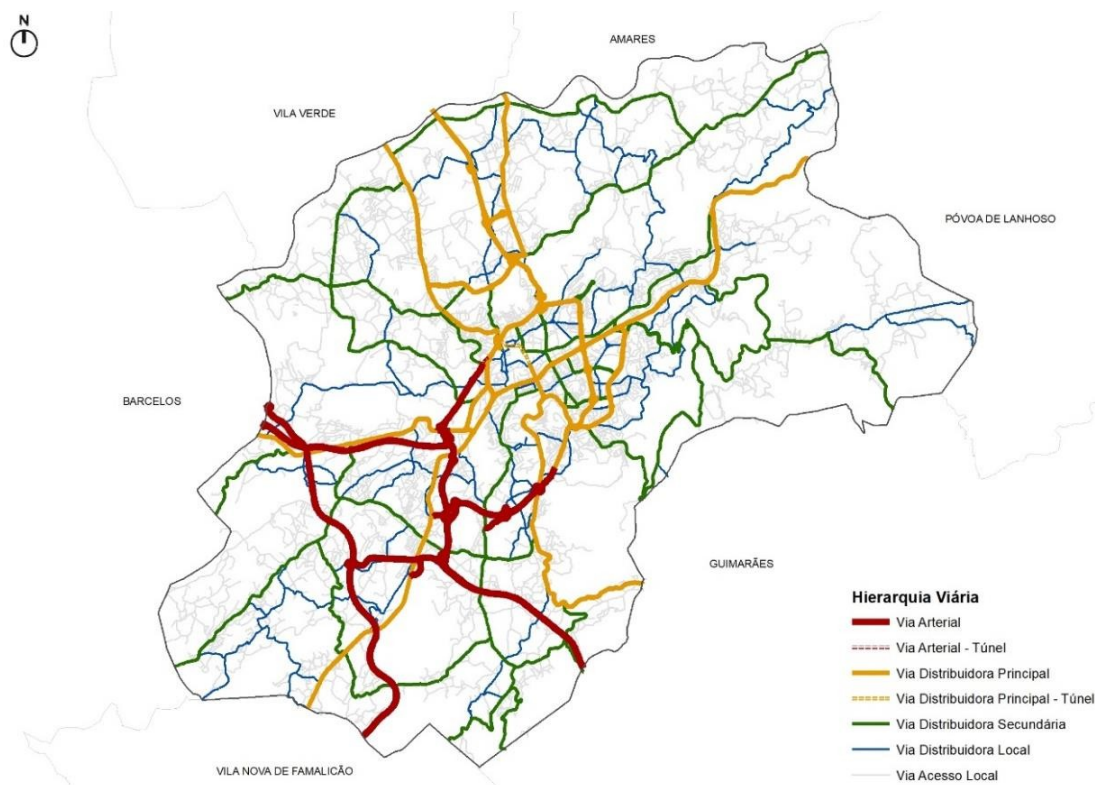 N
AMARES
VILA VERDE
PÓVOA DE LANHOSO
BARCELOS
GUIMARÃES
VILA NOVA DE FAMALICÃO
Hierarquia Viária
Via Arterial
Via Arterial - Túnel
Via Distribuidora Principal
Via Distribuidora Principal - Túnel
Via Distribuidora Secundária
Via Distribuidora Local
Via Acesso Local